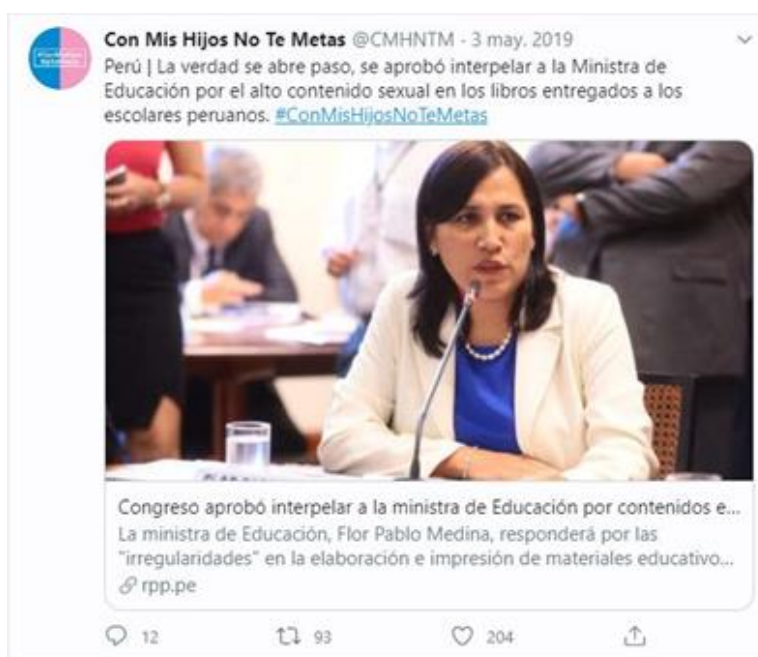 Con Mis Hijos No Te Metas @CMHNTM - 3 may. 2019
Perú | La verdad se abre paso, se aprobó interpelar a la Ministra de
Educación por el alto contenido sexual en los libros entregados a los
escolares peruanos. #ConMisHijosNoTeMetas
Congreso aprobó interpelar a la ministra de Educación por contenidos e...
La ministra de Educación, Flor Pablo Medina, responderá por las
"irregularidades" en la elaboración e impresión de materiales educativo...
rpp.pe
12
93
204